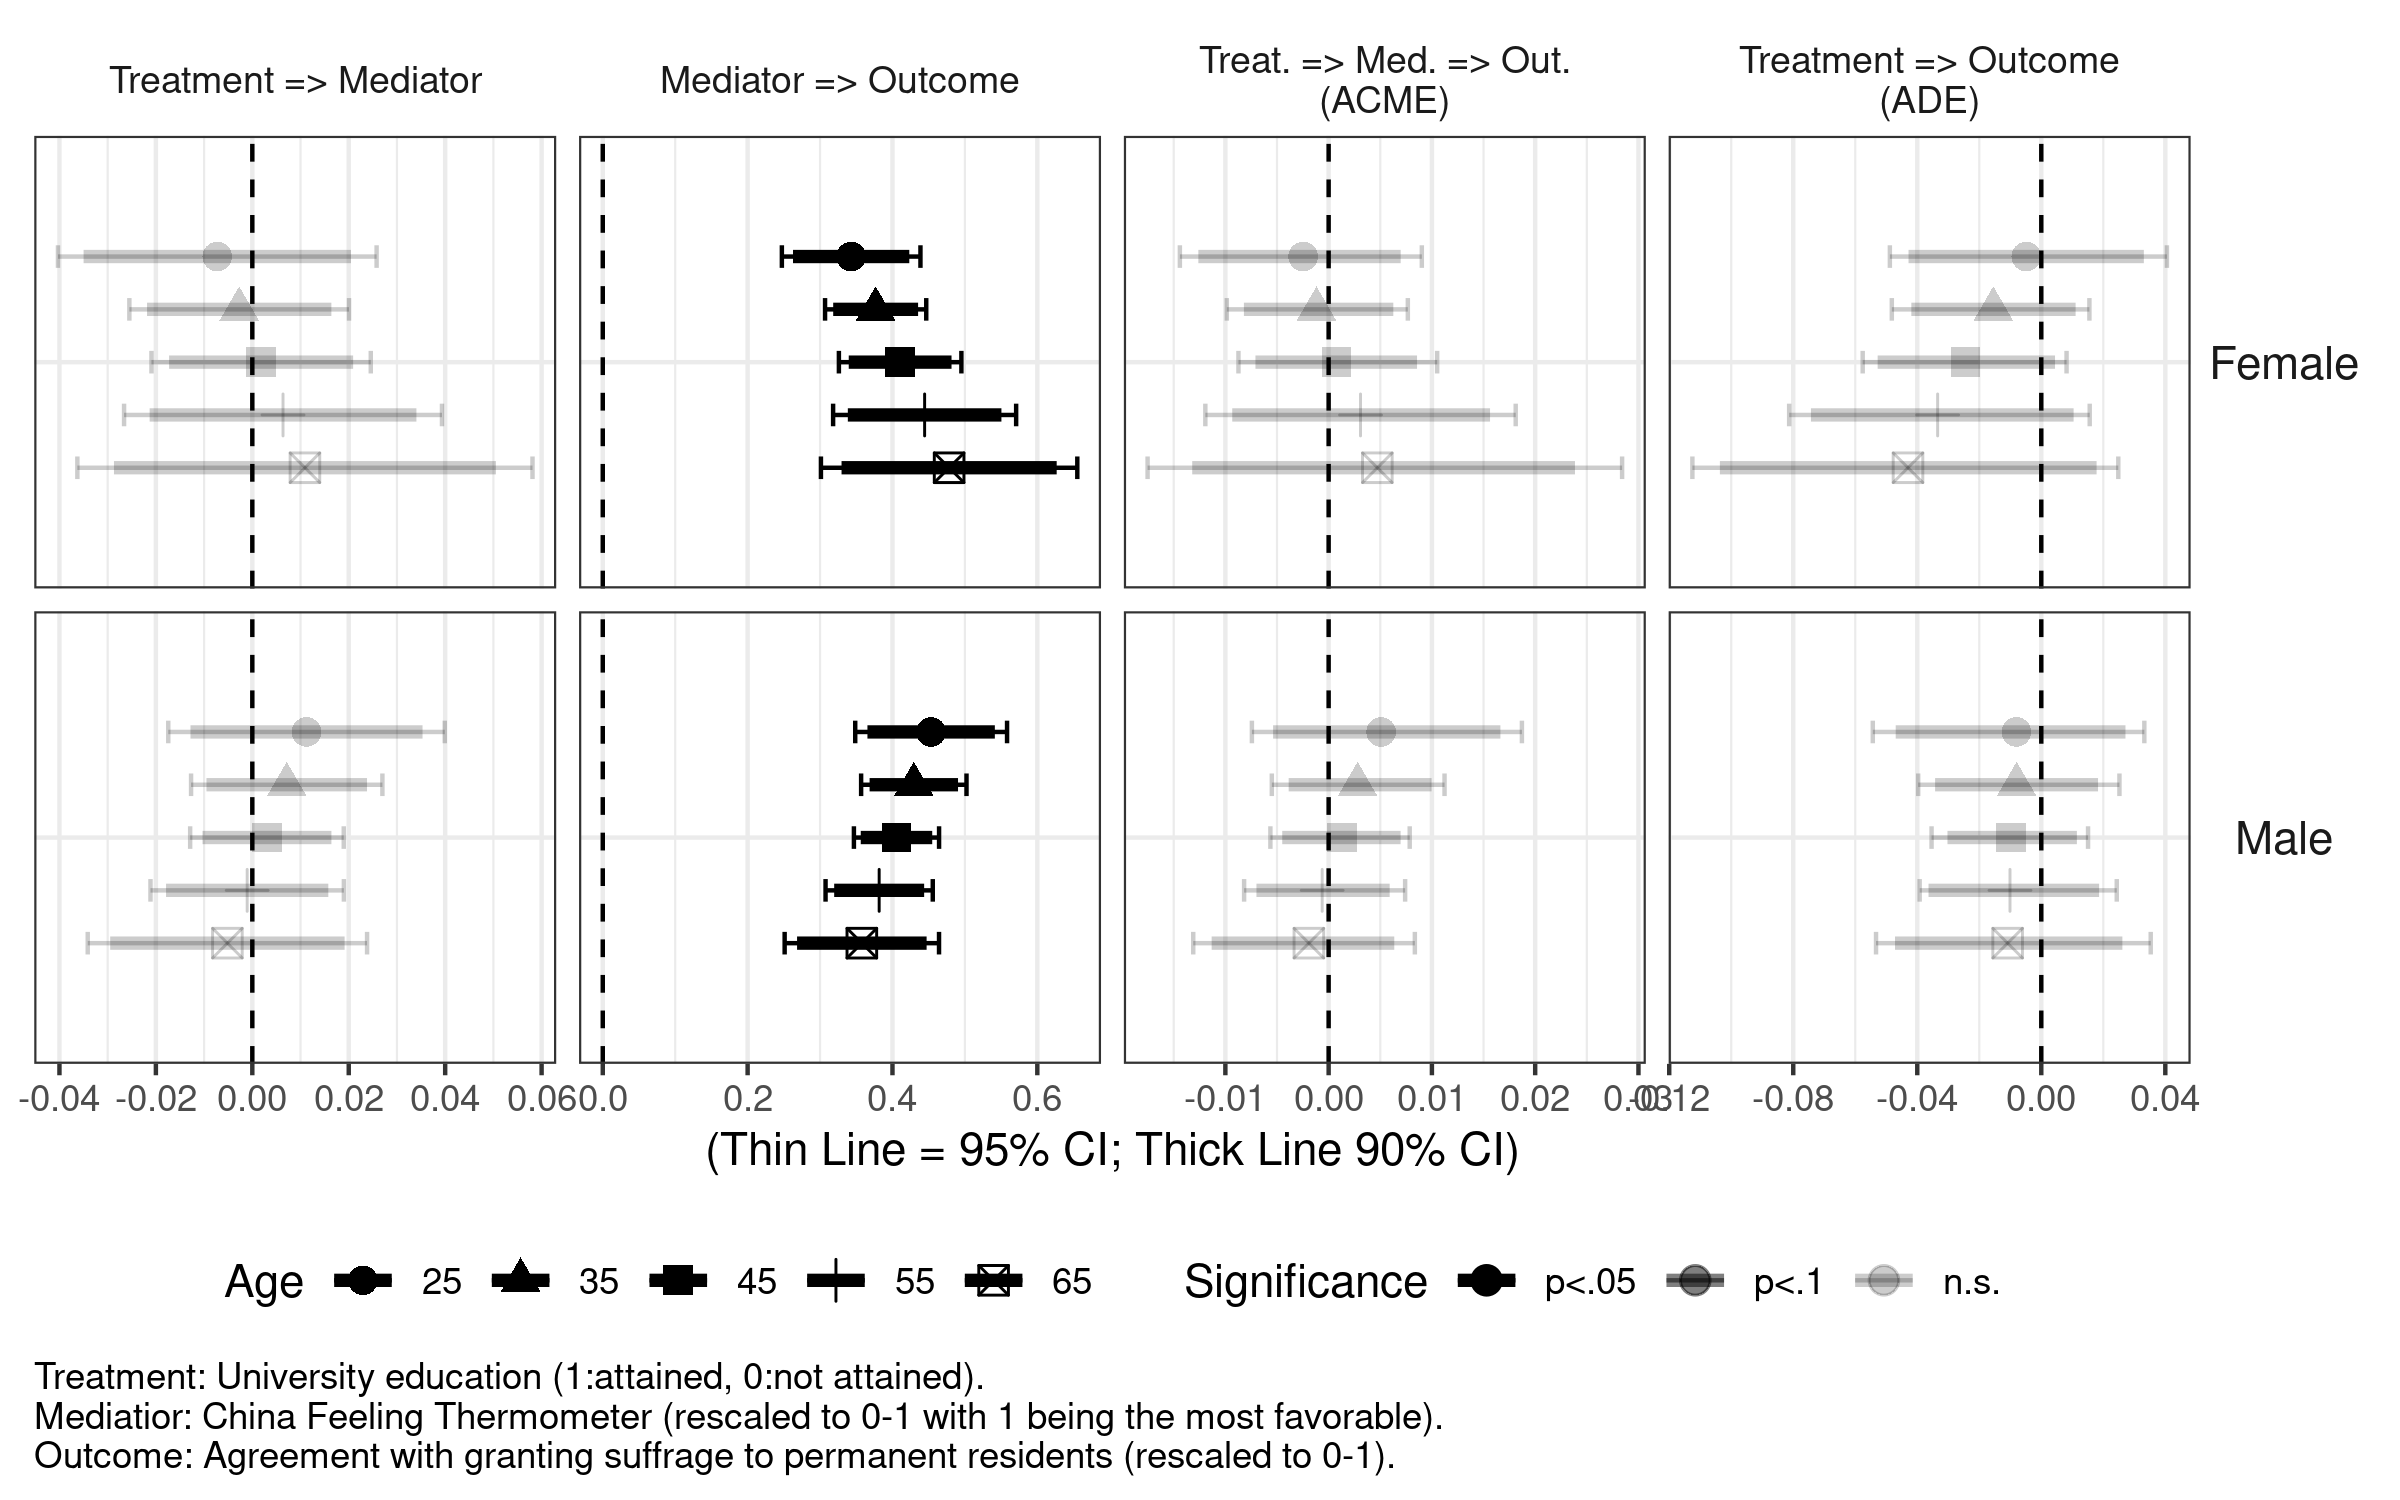 Treatment => Mediator
Mediator => Outcome
Treat. => Med. => Out.
(ACME)
Treatment => Outcome
(ADE)
Female
Male
-0.04 -0.02 0.00 0.02 0.04 0.06 0.0 0.2 0.4 0.6 -0.01 0.00 0.01 0.02 0.03 -0.12 -0.08 -0.04 0.00 0.04
(Thin Line = 95% CI; Thick Line 90% CI)
Age 25 35 45 55 65 Significance p<.05 p<.1 n.s.
Treatment: University education (1:attained, 0:not attained).
Mediatior: China Feeling Thermometer (rescaled to 0-1 with 1 being the most favorable).
Outcome: Agreement with granting suffrage to permanent residents (rescaled to 0-1).